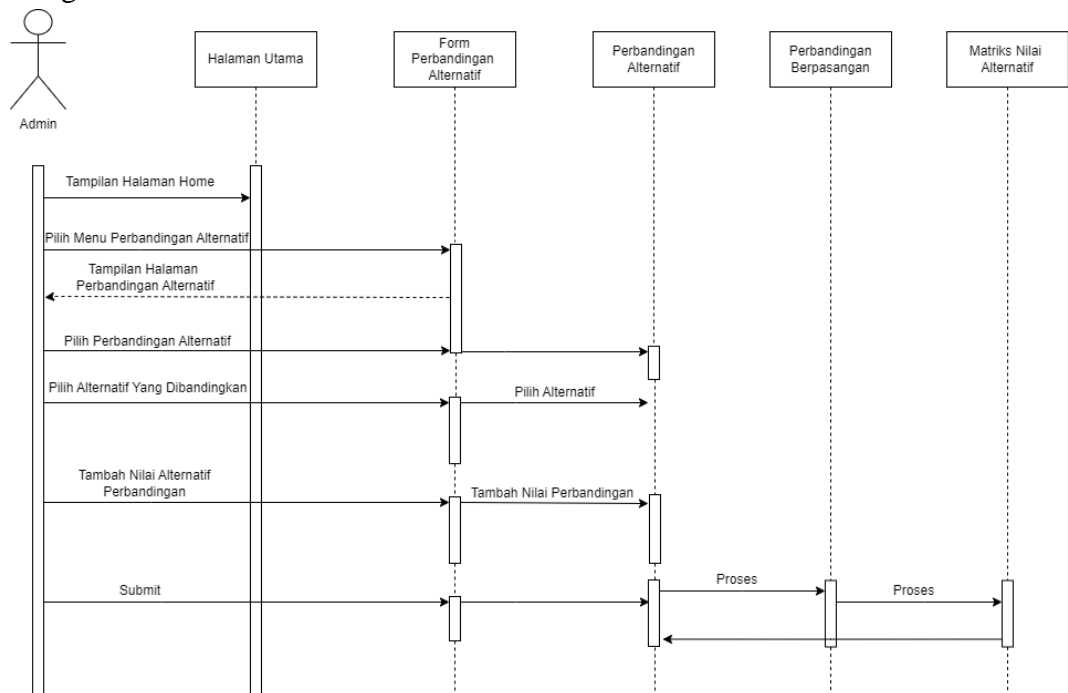 Admin
Halaman Utama
Form
Perbandingan
Alternatif
Perbandingan
Alternatif
Perbandingan
Berpasangan
Matriks Nilai
Alternatif
Tampilan Halaman Home
Pilih Menu Perbandingan Alternatif
Tampilan Halaman
Perbandingan Alternatif
Pilih Perbandingan Alternatif
Pilih Alternatif Yang Dibandingkan
Pilih Alternatif
Tambah Nilai Alternatif
Perbandingan
Tambah Nilai Perbandingan
Submit
Proses
Proses